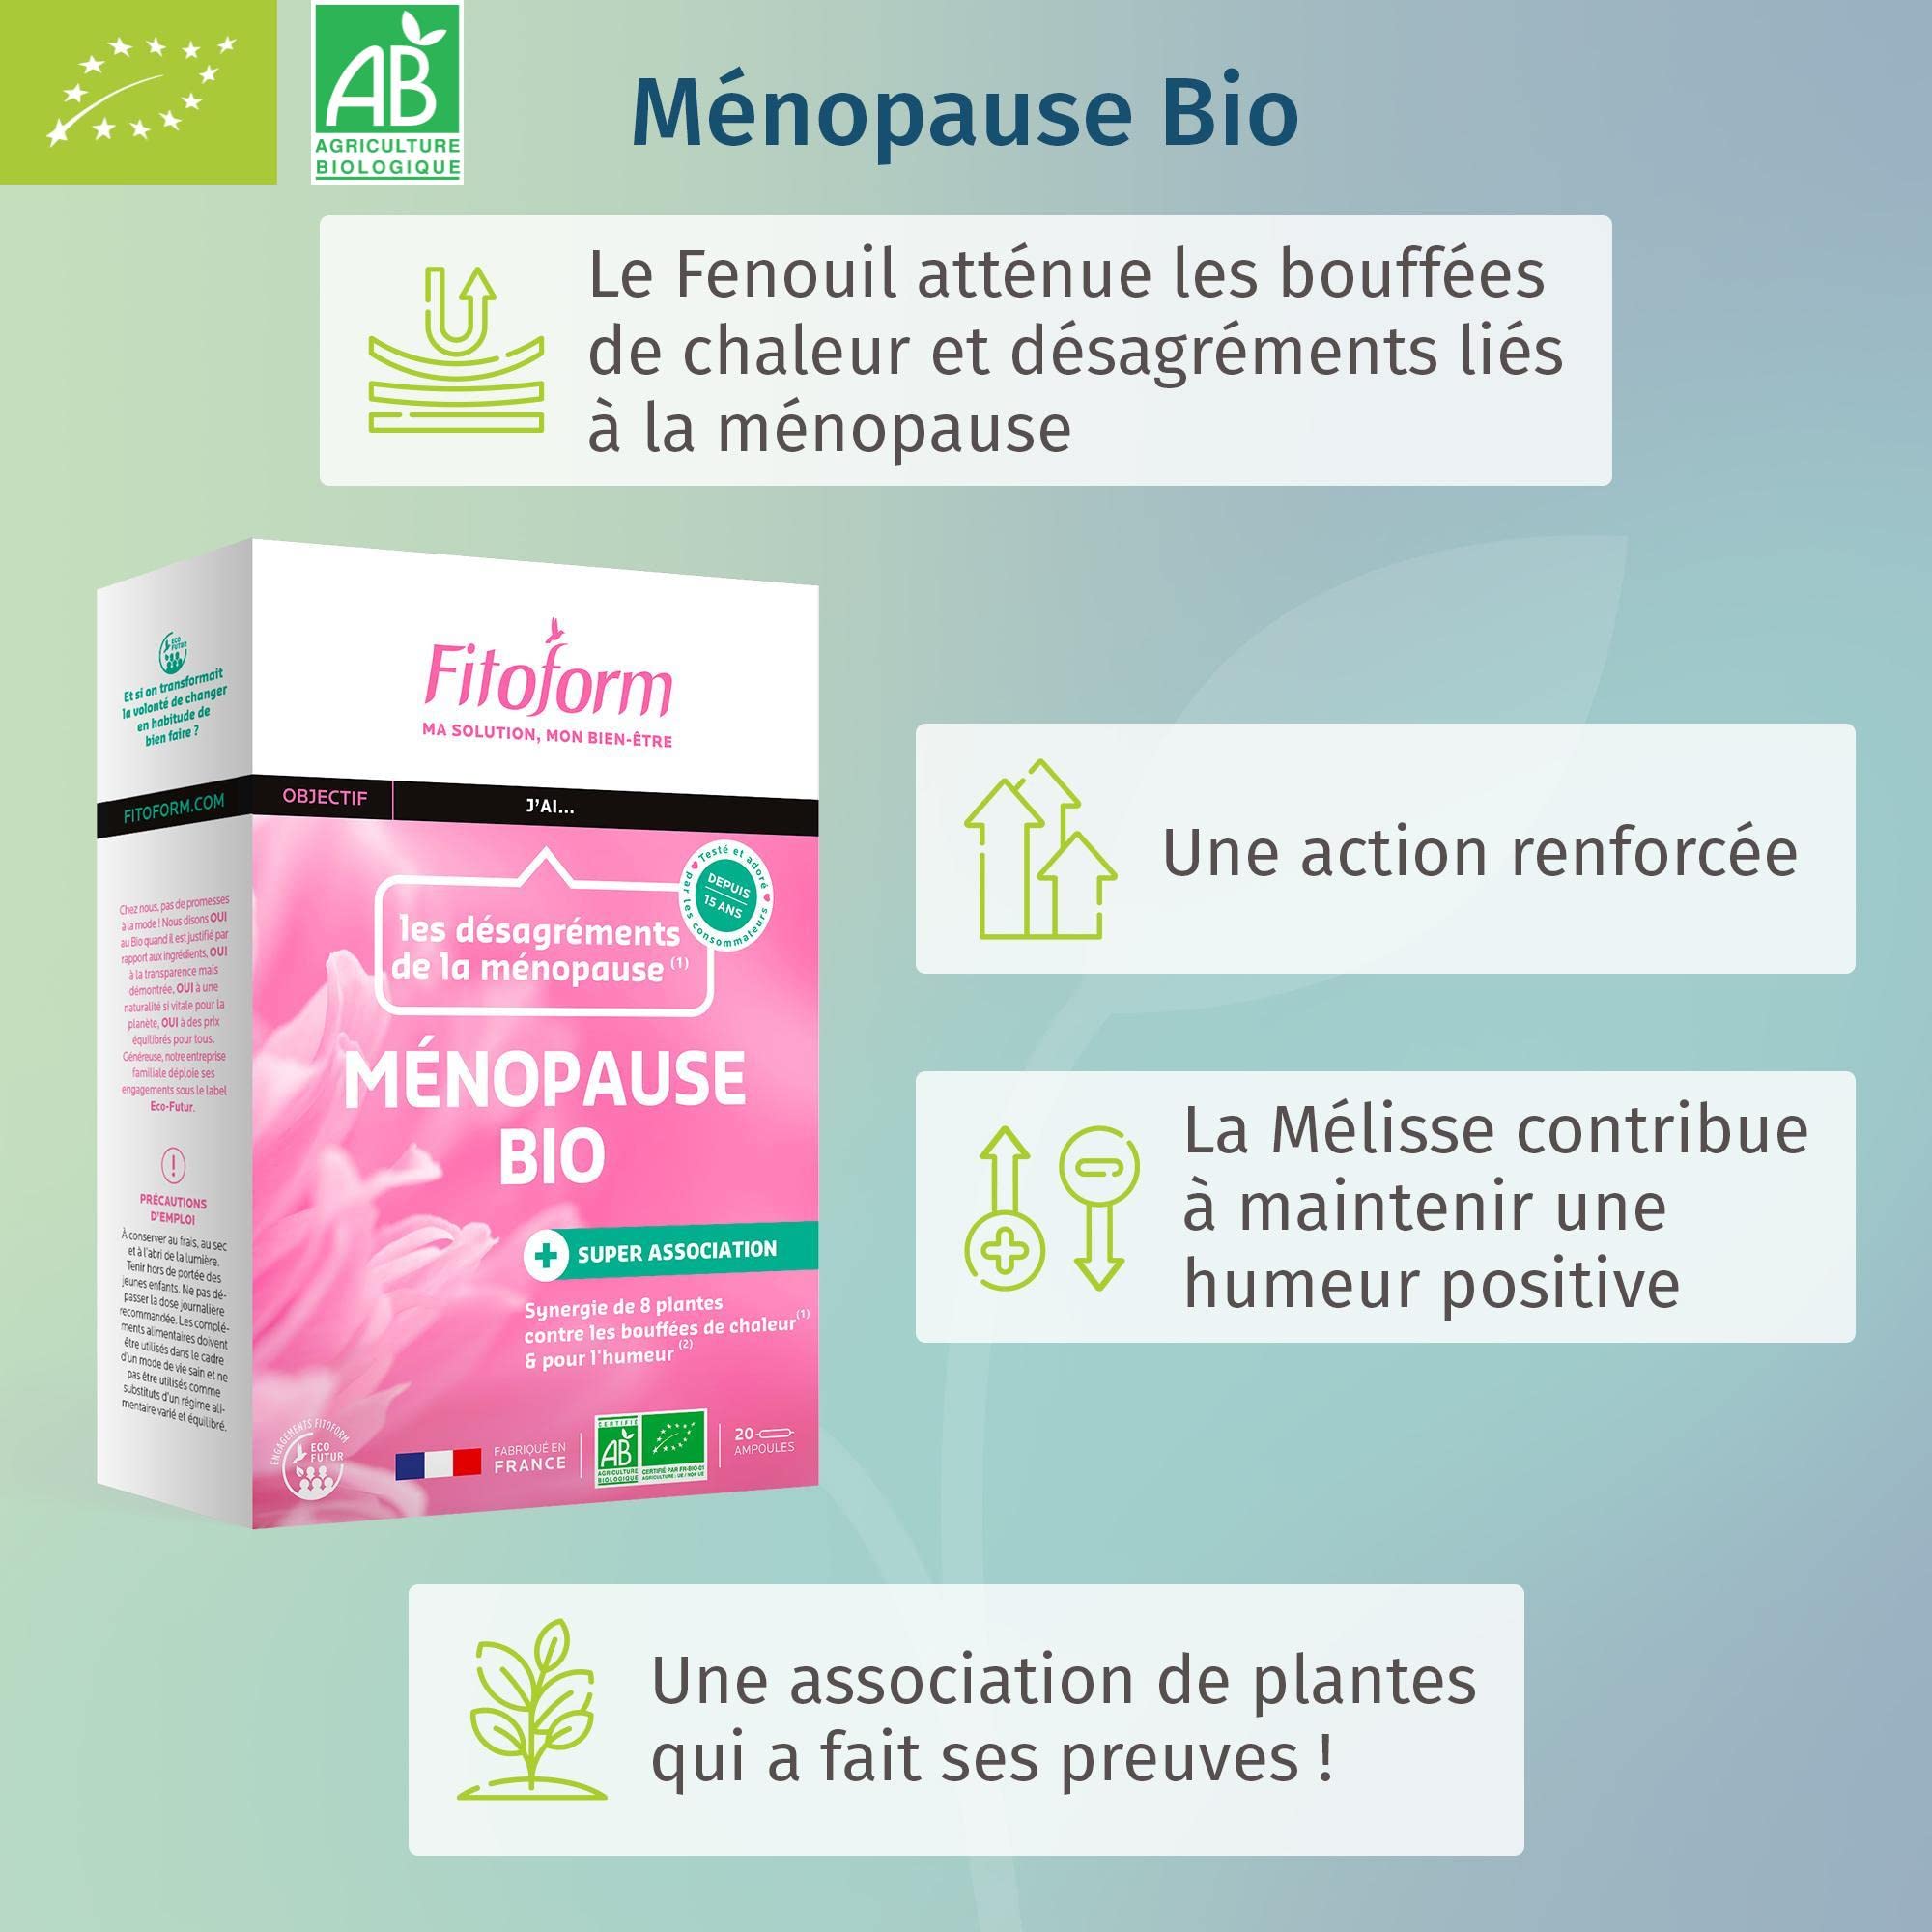 AB
AGRICULTURE
BIOLOGIQUE
Ménopause Bio
Le Fenouil atténue les bouffées
de chaleur et désagréments liés
à la ménopause
ECO
FUTUR
Et si on transformait
la volonté de changer
en habitude de
bien faire ?
FITOFORM.COM
Chez nous, pas de promesses
à la mode ! Nous disons OUI
au Bio quand il est justifié par
rapport aux ingrédients, OUI
à la transparence mais
démontrée, OUI à une
naturalité si vitale pour la
planète, OUI à des prix
équilibrés pour tous.
Généreuse, notre entreprise
familiale déploie ses
engagements sous le label
Eco-Futur.
PRÉCAUTIONS
D'EMPLOI
À conserver au frais, au sec
et à l'abri de la lumière.
Tenir hors de portée des
jeunes enfants. Ne pas dé-
passer la dose journalière
recommandée. Les complé-
ments alimentaires doivent
être utilisés dans le cadre
d'un mode de vie sain et ne
pas être utilisés comme
substituts d'un régime ali-
mentaire varié et équilibré.
Fitoform
MA SOLUTION, MON BIEN-ÊTRE
OBJECTIF
J'AI...
Testé et adoré par les consommateurs
DEPUIS
15 ANS
les désagréments
de la ménopause (1)
MÉNOPAUSE
BIO
+ SUPER ASSOCIATION
Synergie de 8 plantes
contre les bouffées de chaleur(1)
& pour l'humeur (2)
ENGAGEMENTS FITOFORM
ECO
FUTUR
FABRIQUÉ EN
FRANCE
CERTIFIÉ
AB
AGRICULTURE
BIOLOGIQUE
CERTIFIÉ PAR FR-BIO-01
AGRICULTURE : UE / NON UE
20
AMPOULES
Une action renforcée
La Mélisse contribue
à maintenir une
humeur positive
Une association de plantes
qui a fait ses preuves !